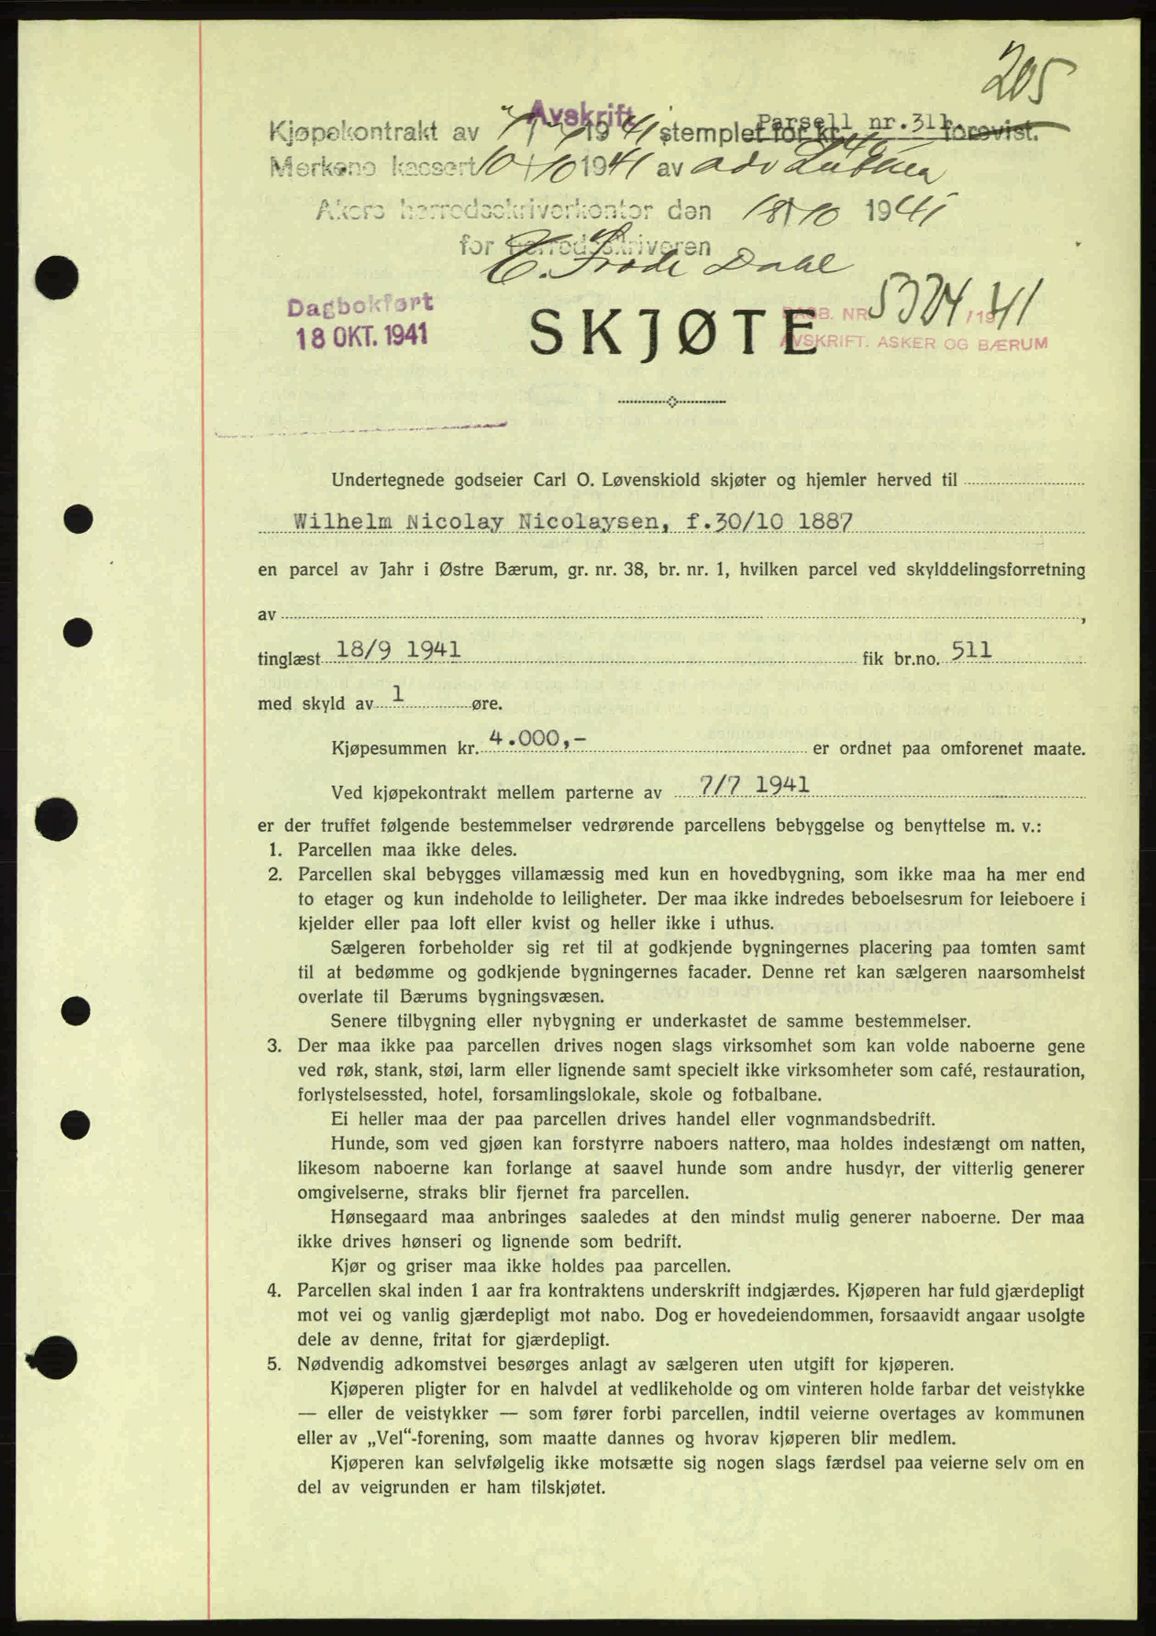 205
Avskrift
Parsell nr.311.
Kjøpekontrakt av 7/7 1941 stemplet for kr. 40 forevist.
Merkene kassert 10/10 1941 av adv
Akers herredsskriverkontor den 18/10 1941
for herredsskriveren
E. Frode Dahl
Dagbokført
18 OKT. 1941
SKJØTE
DAGB. NR. 5324/1941
AVSKRIFT. ASKER OG BÆRUM
Undertegnede godseier Carl O. Løvenskiold skjøter og hjemler herved til
Wilhelm Nicolay Nicolaysen, f.30/10 1887
en parcel av Jahr i Østre Bærum, gr. nr. 38, br. nr. 1, hvilken parcel ved skylddelingsforretning
av ,
tinglæst 18/9 1941 fik br.no. 511
med skyld av 1 øre.
Kjøpesummen kr. 4.000,- er ordnet paa omforenet maate.
Ved kjøpekontrakt mellem parterne av 7/7 1941
er der truffet følgende bestemmelser vedrørende parcellens bebyggelse og benyttelse m. v.:
1. Parcellen maa ikke deles.
2. Parcellen skal bebygges villamæssig med kun en hovedbygning, som ikke maa ha mer end
to etager og kun indeholde to leiligheter. Der maa ikke indredes beboelsesrum for leieboere i
kjelder eller paa loft eller kvist og heller ikke i uthus.
Sælgeren forbeholder sig ret til at godkjende bygningernes placering paa tomten samt
til at bedømme og godkjende bygningernes facader. Denne ret kan sælgeren naarsomhelst
overlate til Bærums bygningsvæsen.
Senere tilbygning eller nybygning er underkastet de samme bestemmelser.
3. Der maa ikke paa parcellen drives nogen slags virksomhet som kan volde naboerne gene
ved røk, stank, støi, larm eller lignende samt specielt ikke virksomheter som café, restauration,
forlystelsessted, hotel, forsamlingslokale, skole og fotbalbane.
Ei heller maa der paa parcellen drives handel eller vognmandsbedrift.
Hunde, som ved gjøen kan forstyrre naboers nattero, maa holdes indestængt om natten,
likesom naboerne kan forlange at saavel hunde som andre husdyr, der vitterlig generer
omgivelserne, straks blir fjernet fra parcellen.
Hønsegaard maa anbringes saaledes at den mindst mulig generer naboerne. Der maa
ikke drives hønseri og lignende som bedrift.
Kjør og griser maa ikke holdes paa parcellen.
4. Parcellen skal inden 1 aar fra kontraktens underskrift indgjærdes. Kjøperen har fuld gjærdepligt
mot vei og vanlig gjærdepligt mot nabo. Dog er hovedeiendommen, forsaavidt angaar usolgte
dele av denne, fritat for gjærdepligt.
5. Nødvendig adkomstvei besørges anlagt av sælgeren uten utgift for kjøperen.
Kjøperen pligter for en halvdel at vedlikeholde og om vinteren holde farbar det veistykke
— eller de veistykker — som fører forbi parcellen, indtil veierne overtages av kommunen
eller av „Vel“-forening, som maatte dannes og hvorav kjøperen blir medlem.
Kjøperen kan selvfølgelig ikke motsætte sig nogen slags færdsel paa veierne selv om en
del av veigrunden er ham tilskjøtet.